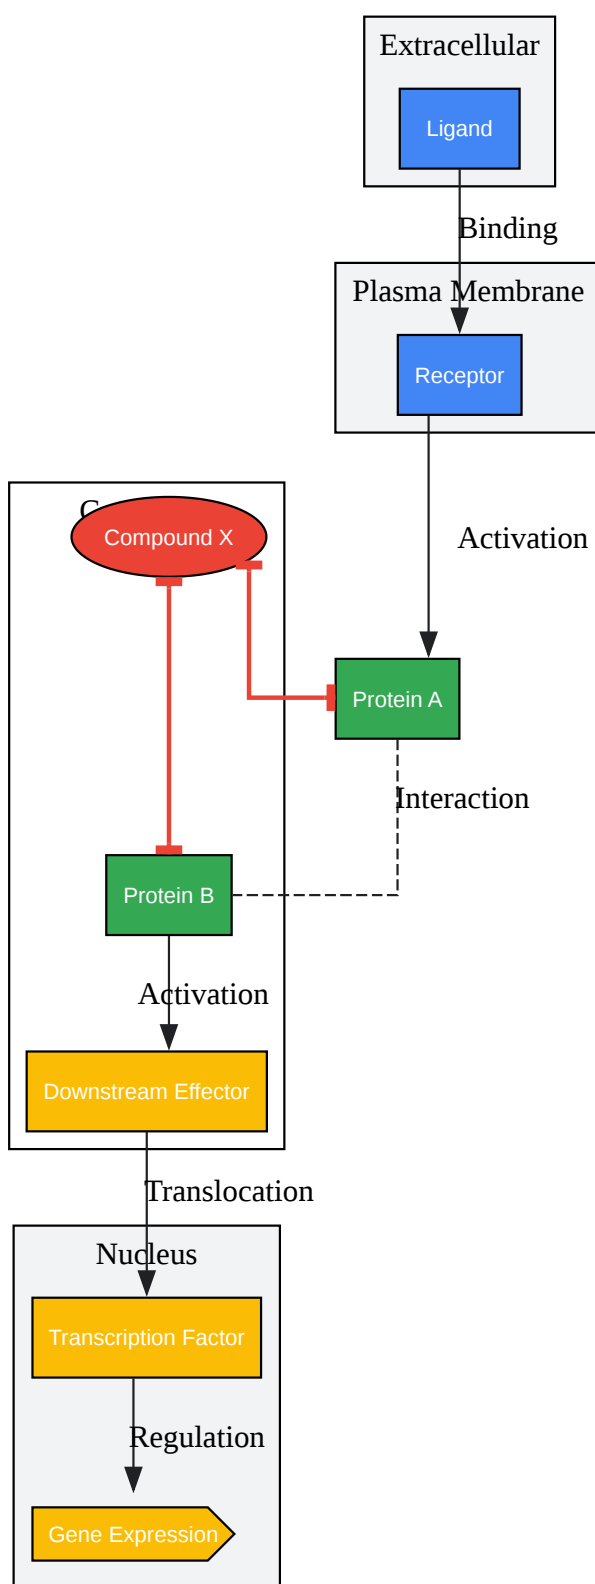 Extracellular
Ligand
Binding
Plasma Membrane
Receptor
Activation
C
Compound X
Protein A
Interaction
Protein B
Activation
Downstream Effector
Translocation
Nucleus
Transcription Factor
Regulation
Gene Expression